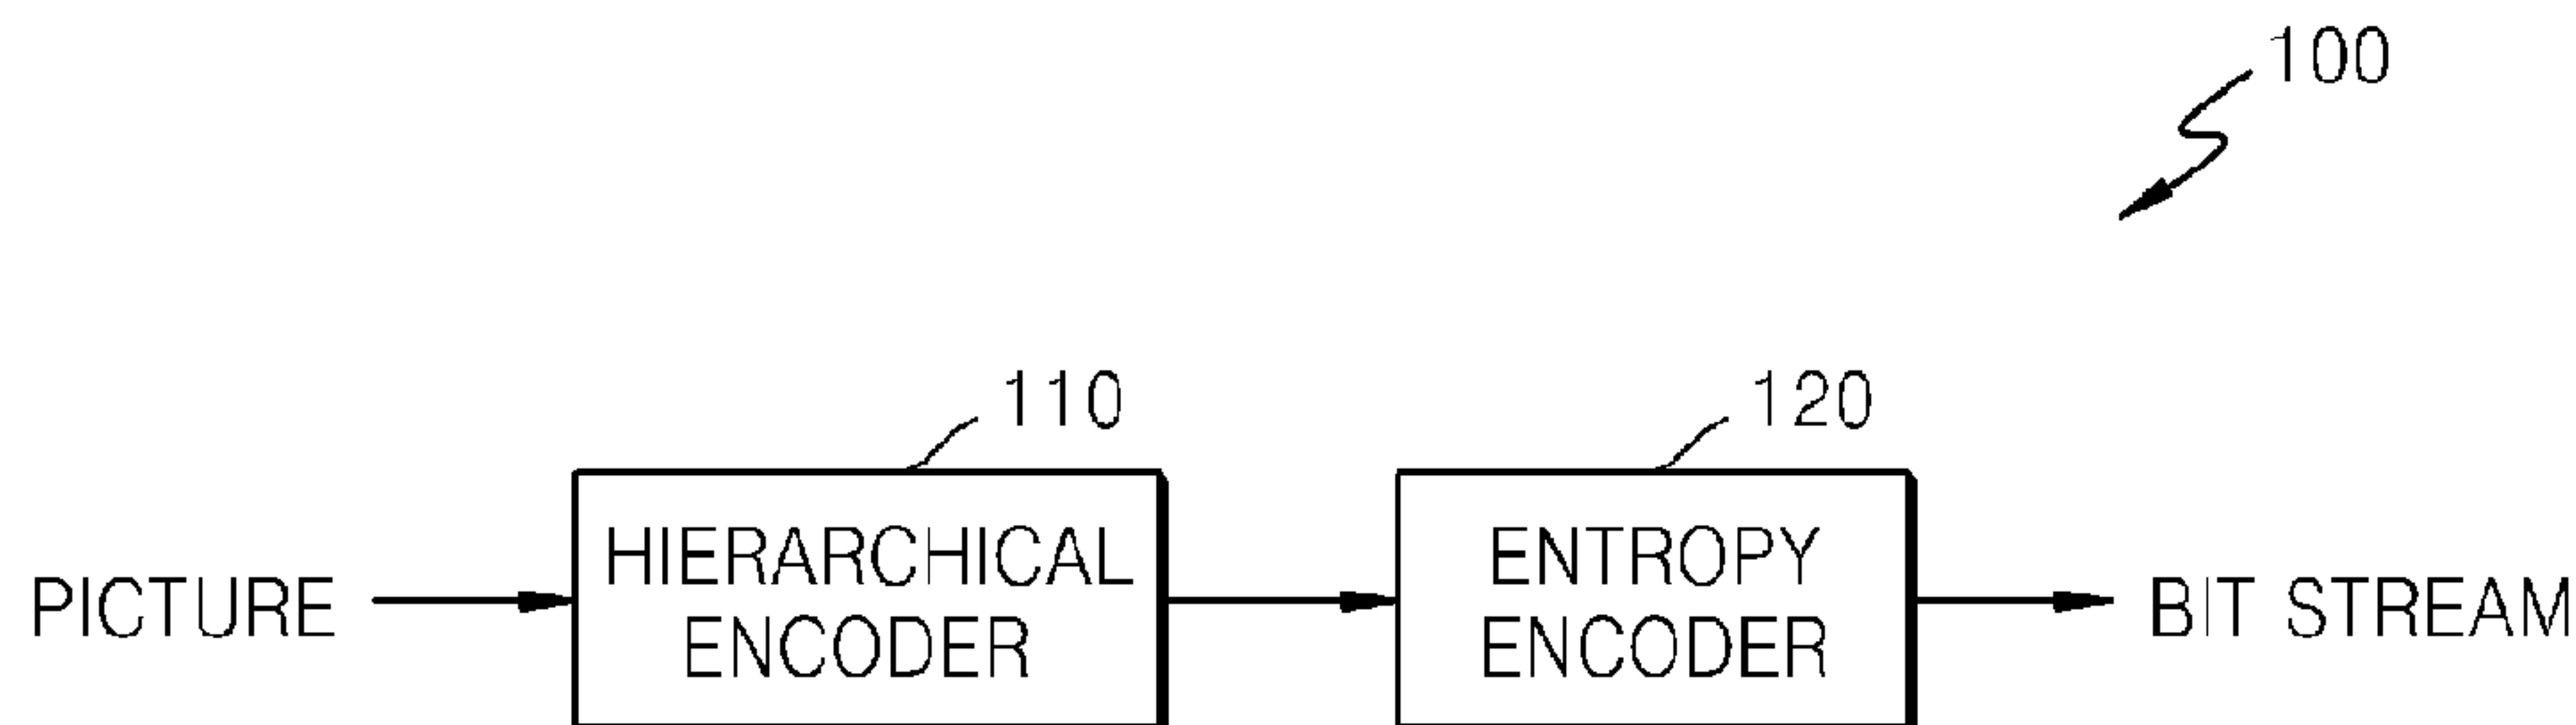 100
110
120
PICTURE
HIERARCHICAL
ENCODER
ENTROPY
ENCODER
BIT STREAM